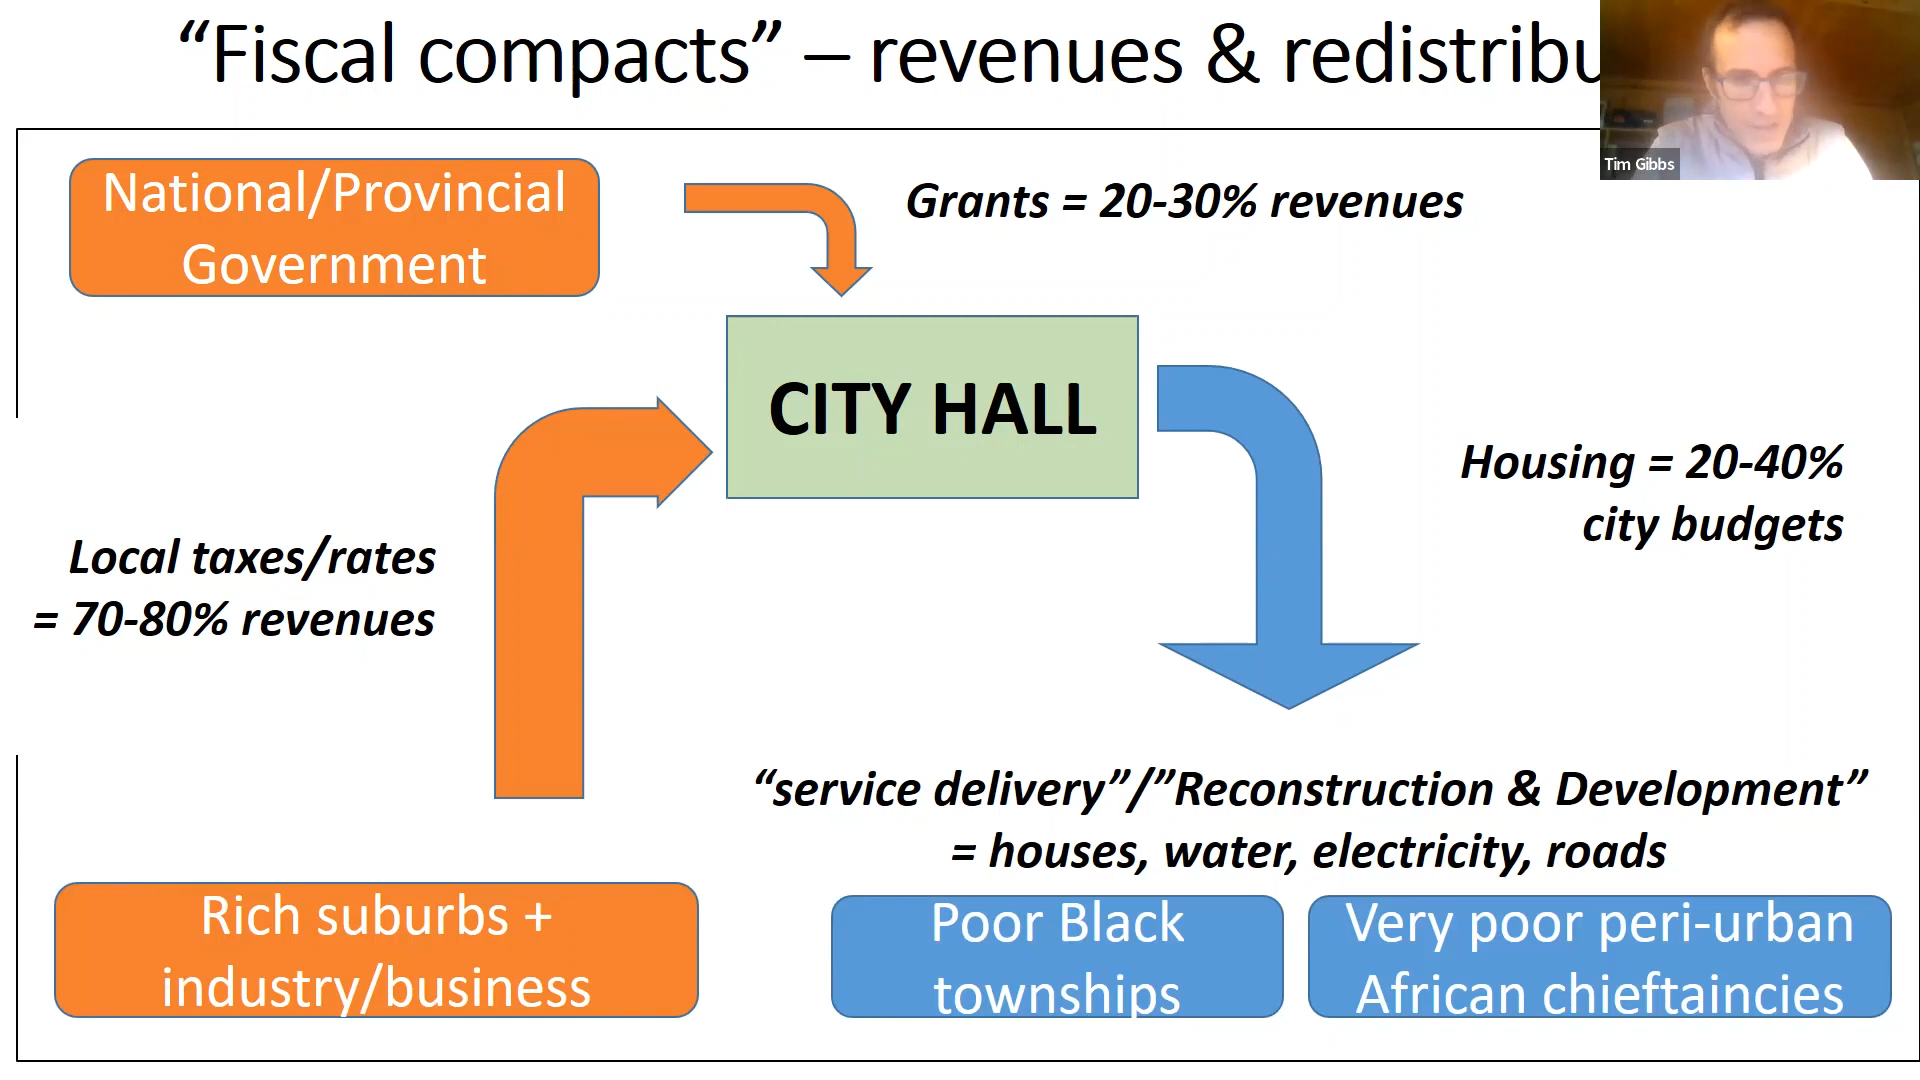 “Fiscal compacts” – revenues & redistribu
Tim Gibbs
National/Provincial
Government
Grants = 20-30% revenues
CITY HALL
Housing = 20-40%
city budgets
Local taxes/rates
= 70-80% revenues
“service delivery”/”Reconstruction & Development”
= houses, water, electricity, roads
Rich suburbs +
industry/business
Poor Black
townships
Very poor peri-urban
African chieftaincies